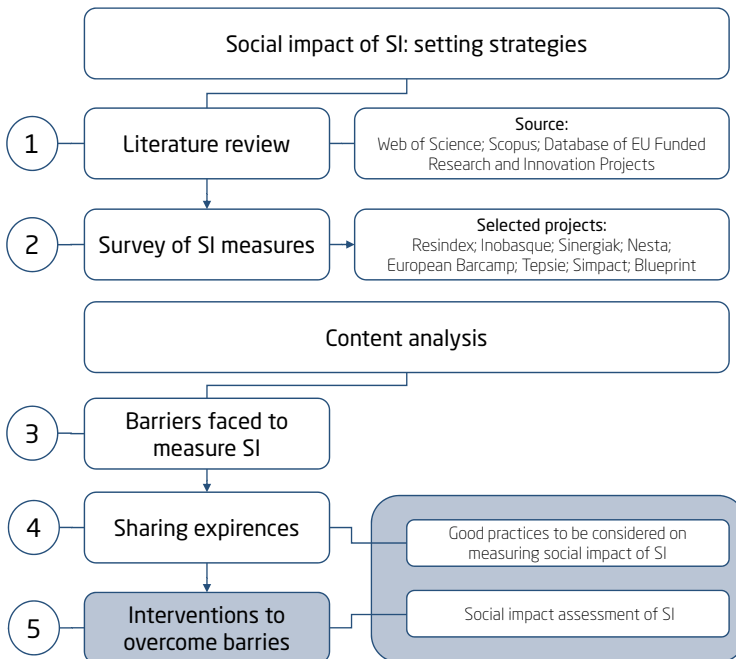 Social impact of SI: setting strategies
1
Literature review
Source:
Web of Science; Scopus; Database of EU Funded
Research and Innovation Projects
2
Survey of SI measures
Selected projects:
Resindex; Inobasque; Sinergiak; Nesta;
European Barcamp; Tepsie; Simpact; Blueprint
Content analysis
3
Barriers faced to
measure SI
4
Sharing expirences
Good practices to be considered on
measuring social impact of SI
5
Interventions to
overcome barries
Social impact assessment of SI